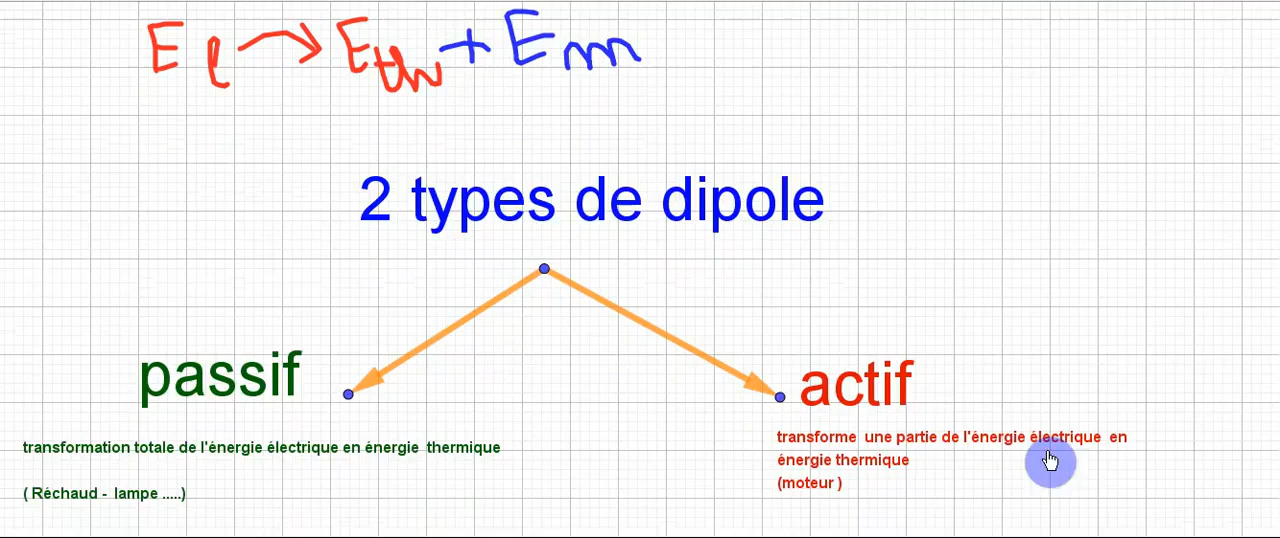 El → Eth + Em
2 types de dipole
passif
transformation totale de l'énergie électrique en énergie thermique
( Réchaud - lampe .....)
actif
transforme une partie de l'énergie électrique en
énergie thermique
(moteur )